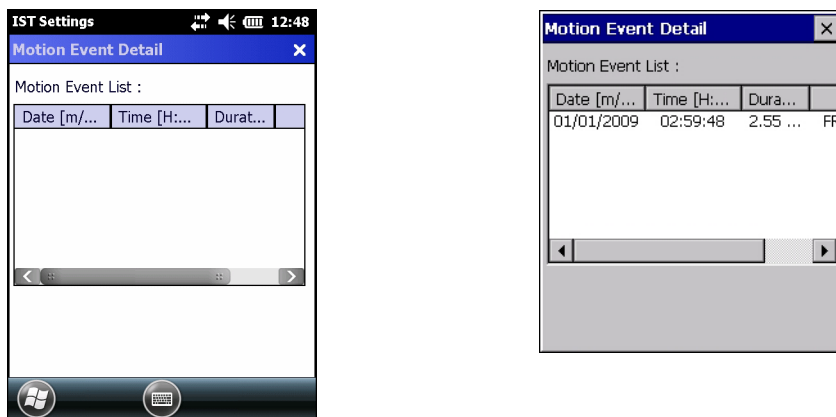 IST Settings 12:48
Motion Event Detail
Motion Event List :
Date [m/... Time [H:... Durat...
Motion Event Detail
Motion Event List :
Date [m/... Time [H:... Dura...
01/01/2009 02:59:48 2.55 ...